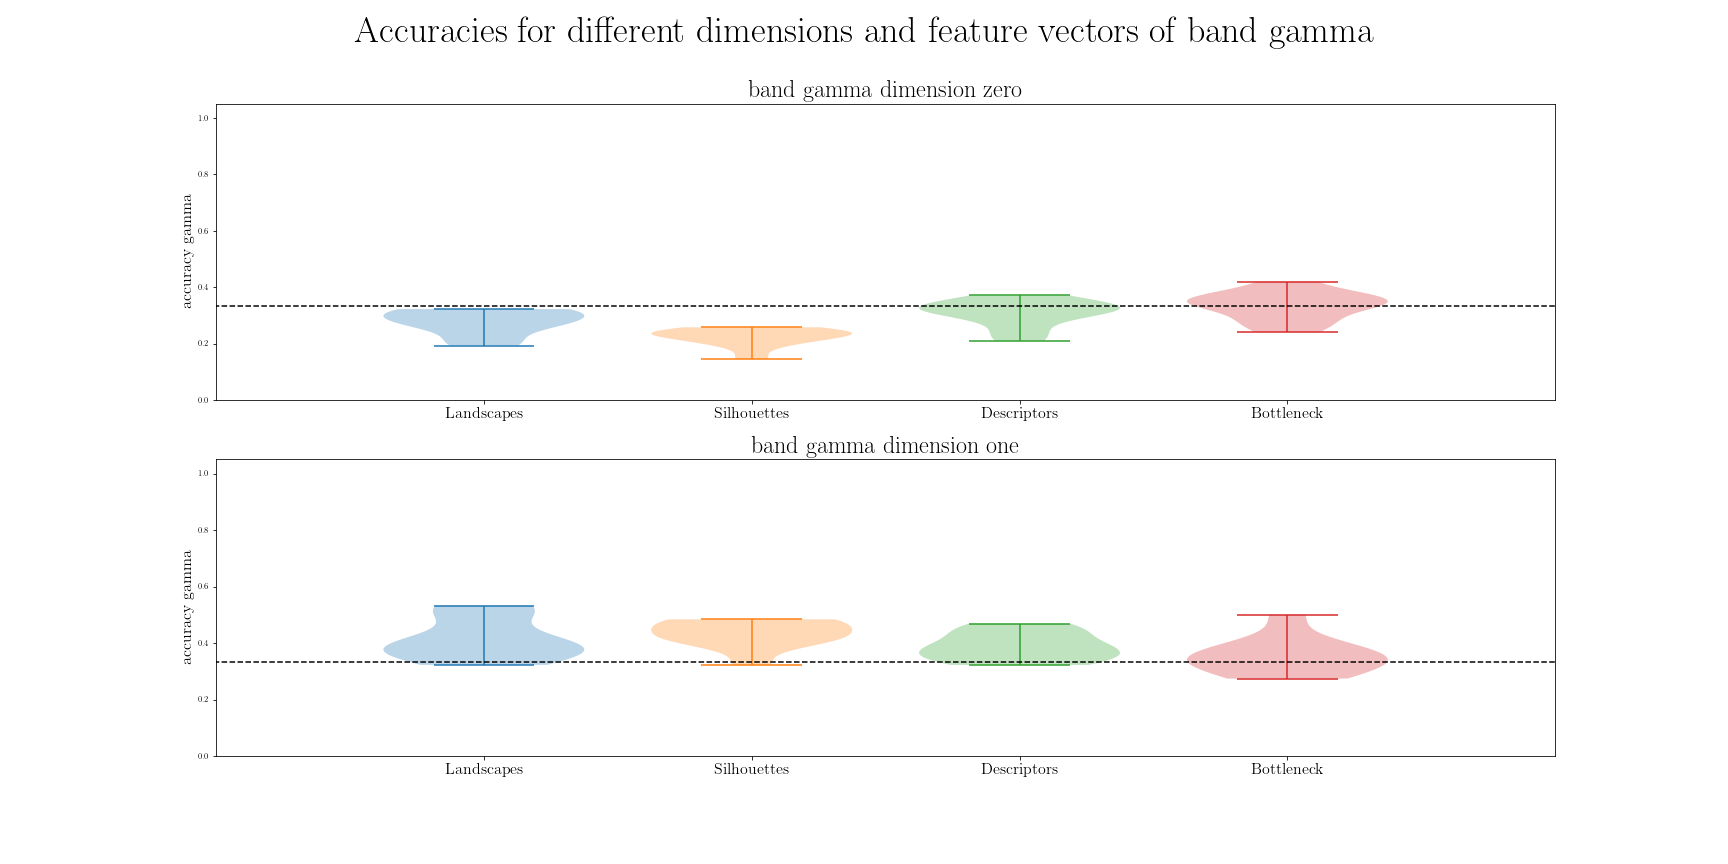 Accuracies for different dimensions and feature vectors of band gamma
band gamma dimension zero
accuracy gamma
1.0
0.8
0.6
0.4
0.2
0.0
Landscapes Silhouettes Descriptors Bottleneck
band gamma dimension one
accuracy gamma
1.0
0.8
0.6
0.4
0.2
0.0
Landscapes Silhouettes Descriptors Bottleneck